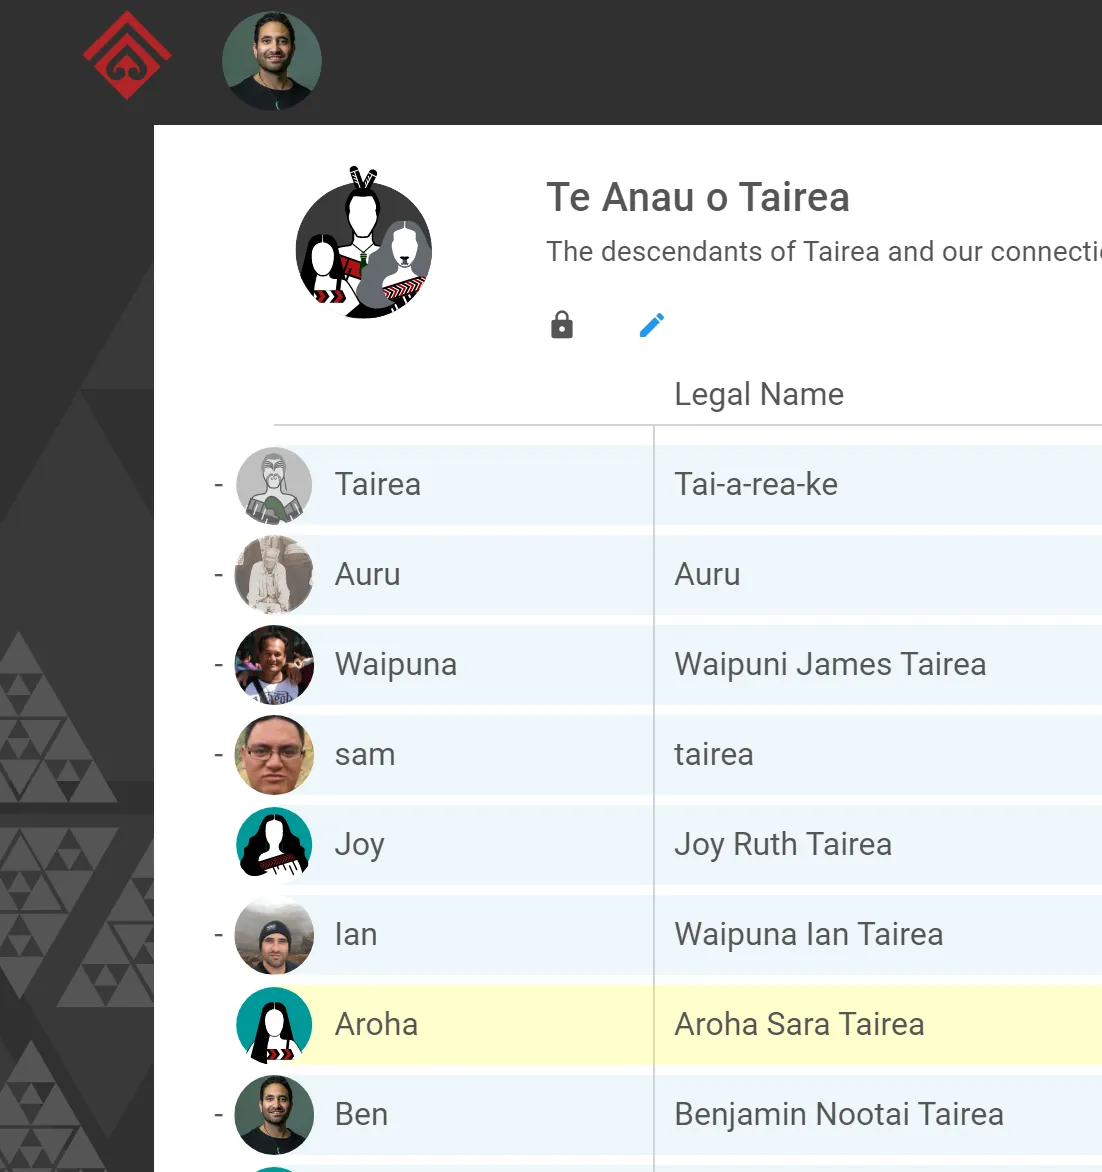 Te Anau o Tairea
The descendants of Tairea and our
Legal Name
- Tairea Tai-a-rea-ke
- Auru Auru
- Waipuna Waipuni James Tairea
- sam tairea
Joy Joy Ruth Tairea
- Ian Waipuna Ian Tairea
Aroha Aroha Sara Tairea
- Ben Benjamin Nootai Tairea